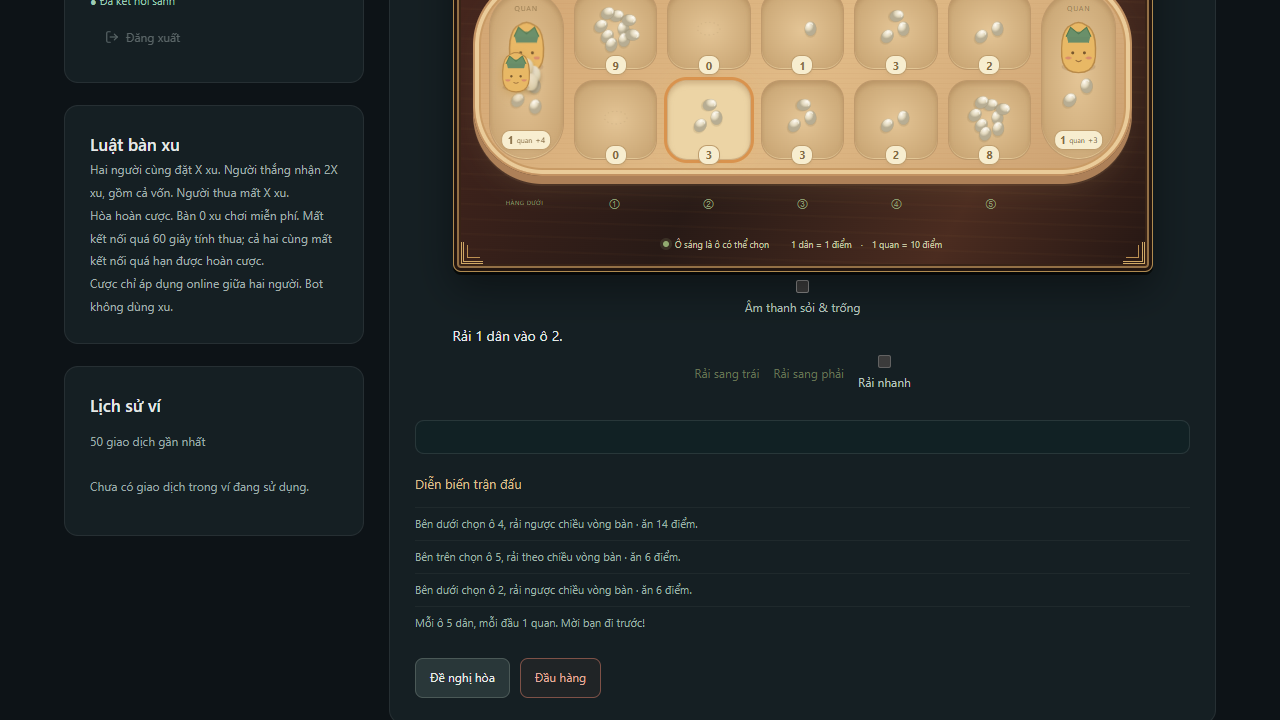 Đã kết nối sảnh
Đăng xuất
Luật bàn xu
Hai người cùng đặt X xu. Người thắng nhận 2X
xu, gồm cả vốn. Người thua mất X xu.
Hòa hoàn cược. Bàn 0 xu chơi miễn phí. Mất
kết nối quá 60 giây tính thua; cả hai cùng mất
kết nối quá hạn được hoàn cược.
Cược chỉ áp dụng online giữa hai người. Bot
không dùng xu.
Lịch sử ví
50 giao dịch gần nhất
Chưa có giao dịch trong ví đang sử dụng.
QUAN
QUAN
9 0 1 3 2
1 quan +4
1 quan +3
0 3 3 2 8
HÀNG DƯỚI ① ② ③ ④ ⑤
Ô sáng là ô có thể chọn 1 dân = 1 điểm · 1 quan = 10 điểm
Âm thanh sỏi & trống
Rải 1 dân vào ô 2.
Rải sang trái Rải sang phải Rải nhanh
Diễn biến trận đấu
Bên dưới chọn ô 4, rải ngược chiều vòng bàn · ăn 14 điểm.
Bên trên chọn ô 5, rải theo chiều vòng bàn · ăn 6 điểm.
Bên dưới chọn ô 2, rải ngược chiều vòng bàn · ăn 6 điểm.
Mỗi ô 5 dân, mỗi đầu 1 quan. Mời bạn đi trước!
Đề nghị hòa Đầu hàng